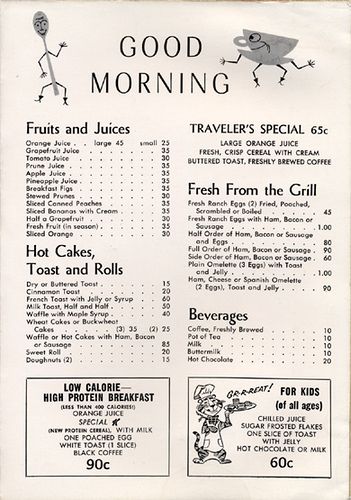 GOOD
MORNING
Fruits and Juices
Orange Juice . . large 45 small 25
Grapefruit Juice 35
Tomato Juice 30
Prune Juice 35
Apple Juice 35
Pineapple Juice 35
Breakfast Figs 30
Stewed Prunes 30
Sliced Canned Peaches 35
Sliced Bananas with Cream 35
Half a Grapefruit 30
Fresh Fruit (in season) 35
Sliced Orange 30
Hot Cakes,
Toast and Rolls
Dry or Buttered Toast 15
Cinnamon Toast 20
French Toast with Jelly or Syrup 60
Milk Toast, Half and Half 50
Waffle with Maple Syrup 40
Wheat Cakes or Buckwheat
Cakes (3) 35 (2) 25
Waffle or Hot Cakes with Ham, Bacon
or Sausage 85
Sweet Roll 20
Doughnuts (2) 15
LOW CALORIE—
HIGH PROTEIN BREAKFAST
(LESS THAN 400 CALORIES)
ORANGE JUICE
SPECIAL K
(NEW PROTEIN CEREAL), WITH MILK
ONE POACHED EGG
WHITE TOAST (1 SLICE)
BLACK COFFEE
90c
TRAVELER'S SPECIAL 65c
LARGE ORANGE JUICE
FRESH, CRISP CEREAL WITH CREAM
BUTTERED TOAST, FRESHLY BREWED COFFEE
Fresh From the Grill
Fresh Ranch Eggs (2) Fried, Poached,
Scrambled or Boiled 45
Fresh Ranch Eggs with Ham, Bacon or
Sausage 1.00
Half Order of Ham, Bacon or Sausage
and Eggs 80
Full Order of Ham, Bacon or Sausage 90
Side Order of Ham, Bacon or Sausage 60
Plain Omelette (3 Eggs) with Toast
and Jelly 1.00
Ham, Cheese or Spanish Omelette
(2 Eggs), Toast and Jelly 90
Beverages
Coffee, Freshly Brewed 10
Pot of Tea 10
Milk 10
Buttermilk 10
Hot Chocolate 20
GR-R-REAT!
FOR KIDS
(of all ages)
CHILLED JUICE
SUGAR FROSTED FLAKES
ONE SLICE OF TOAST
WITH JELLY
HOT CHOCOLATE OR MILK
60c